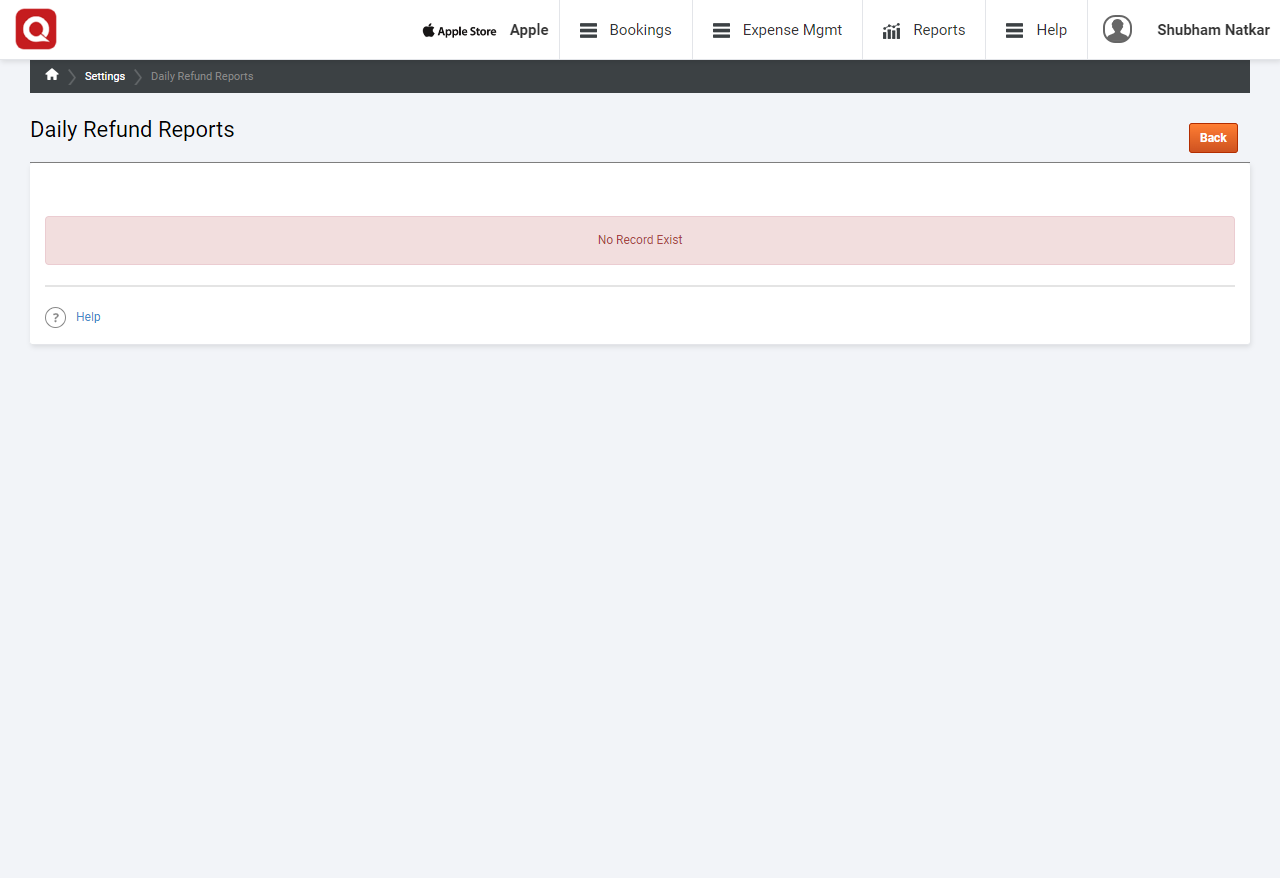 Apple Store Apple Bookings Expense Mgmt Reports Help Shubham Natkar
Settings Daily Refund Reports
Daily Refund Reports
Back
No Record Exist
? Help